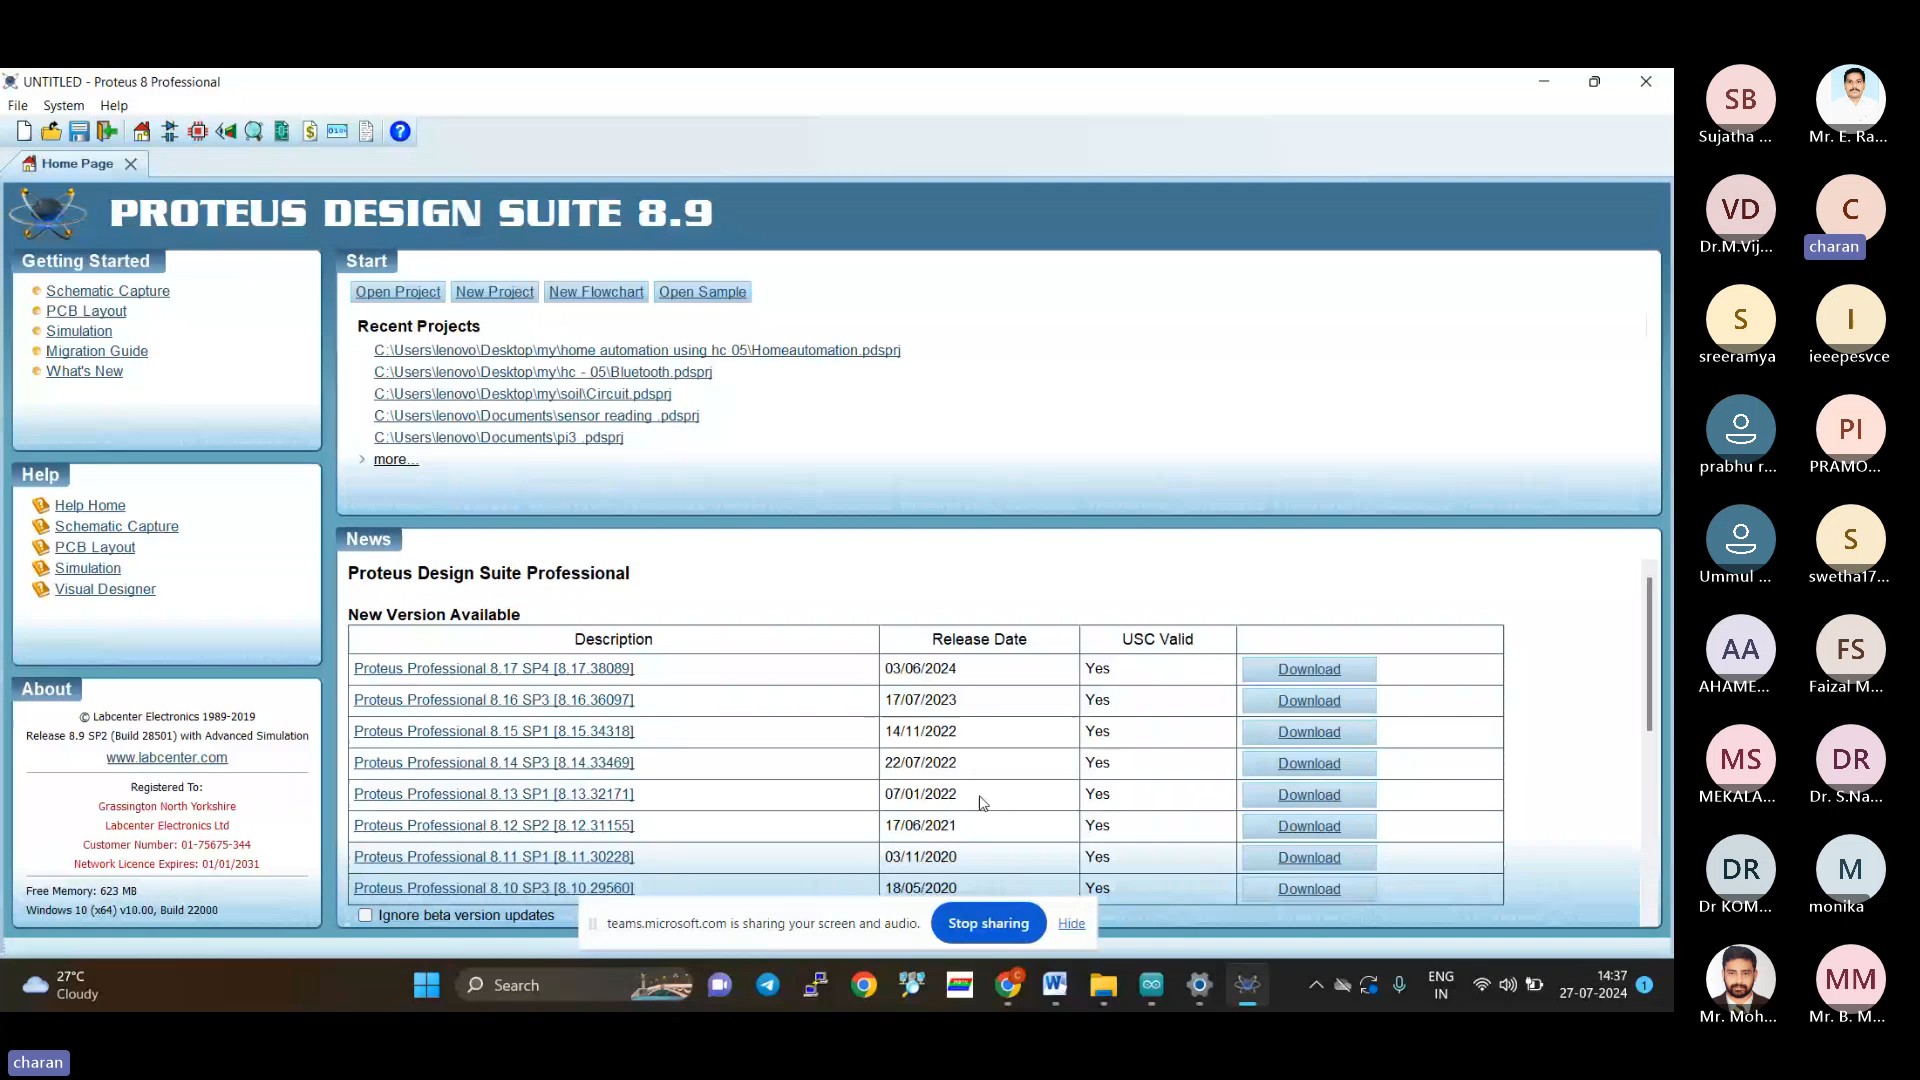 UNTITLED - Proteus 8 Professional
File System Help
Home Page
PROTEUS DESIGN SUITE 8.9
Getting Started
Schematic Capture
PCB Layout
Simulation
Migration Guide
What's New
Help
Help Home
Schematic Capture
PCB Layout
Simulation
Visual Designer
About
© Labcenter Electronics 1989-2019
Release 8.9 SP2 (Build 28501) with Advanced Simulation
www.labcenter.com
Registered To:
Grassington North Yorkshire
Labcenter Electronics Ltd
Customer Number: 01-75675-344
Network Licence Expires: 01/01/2031
Free Memory: 623 MB
Windows 10 (x64) v10.00, Build 22000
Start
Open Project New Project New Flowchart Open Sample
Recent Projects
C:\Users\lenovo\Desktop\my\home automation using hc 05\Homeautomation.pdsprj
C:\Users\lenovo\Desktop\my\hc - 05\Bluetooth.pdsprj
C:\Users\lenovo\Desktop\my\soil\Circuit.pdsprj
C:\Users\lenovo\Documents\sensor reading .pdsprj
C:\Users\lenovo\Documents\pi3 .pdsprj
more...
News
Proteus Design Suite Professional
New Version Available
Description Release Date USC Valid
Proteus Professional 8.17 SP4 [8.17.38089] 03/06/2024 Yes Download
Proteus Professional 8.16 SP3 [8.16.36097] 17/07/2023 Yes Download
Proteus Professional 8.15 SP1 [8.15.34318] 14/11/2022 Yes Download
Proteus Professional 8.14 SP3 [8.14.33469] 22/07/2022 Yes Download
Proteus Professional 8.13 SP1 [8.13.32171] 07/01/2022 Yes Download
Proteus Professional 8.12 SP2 [8.12.31155] 17/06/2021 Yes Download
Proteus Professional 8.11 SP1 [8.11.30228] 03/11/2020 Yes Download
Proteus Professional 8.10 SP3 [8.10.29560] 18/05/2020 Yes Download
Ignore beta version updates
teams.microsoft.com is sharing your screen and audio. Stop sharing Hide
27°C
Cloudy
Search
ENG
IN
14:37
27-07-2024
1
charan
SB
Sujatha ...
Mr. E. Ra...
VD
Dr.M.Vij...
C
charan
S
sreeramya
I
ieeepesvce
prabhu r...
PI
PRAMO...
Ummul ...
S
swetha17...
AA
AHAME...
FS
Faizal M...
MS
MEKALA...
DR
Dr. S.Na...
DR
Dr KOM...
M
monika
Mr. Moh...
MM
Mr. B. M...